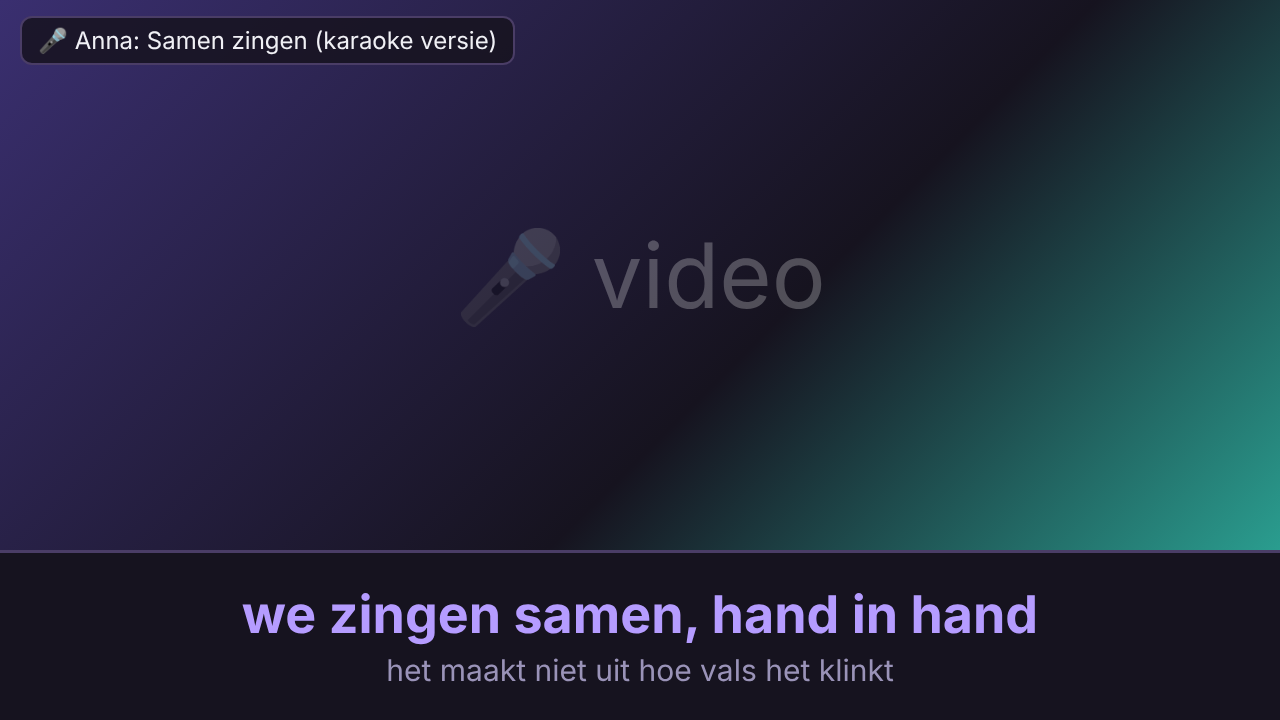 🎤 Anna: Samen zingen (karaoke versie)
🎤 video
we zingen samen, hand in hand
het maakt niet uit hoe vals het klinkt